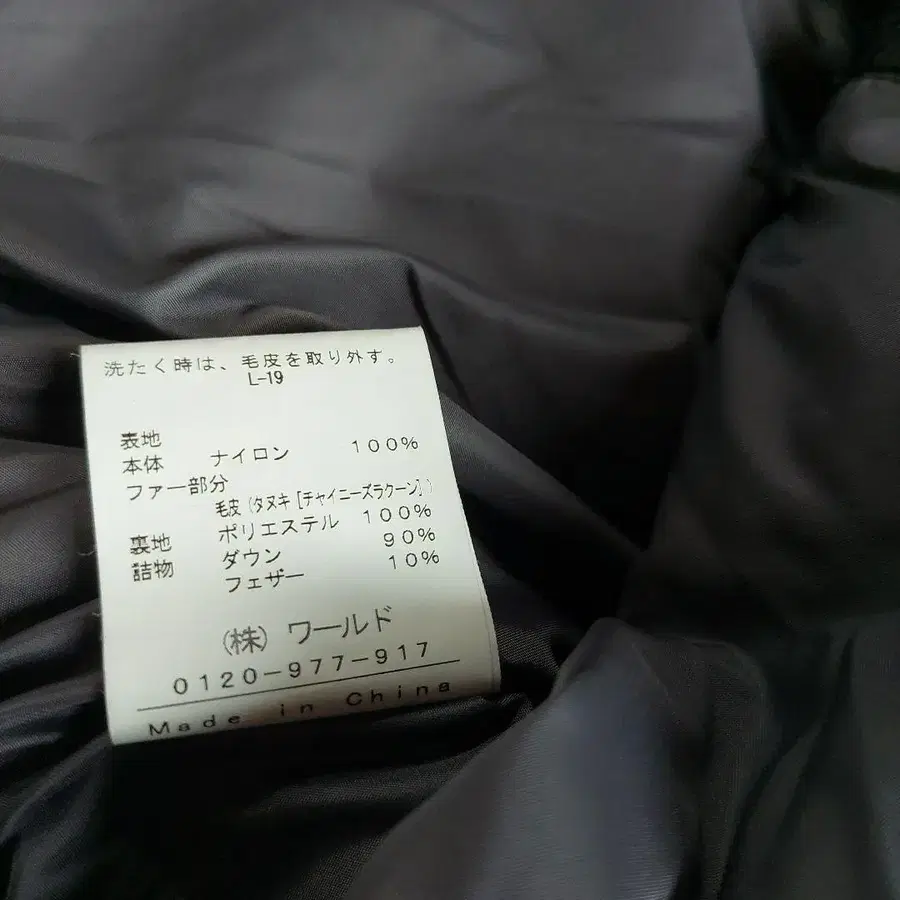 洗たく時は、毛皮を取り外す。
L-19
表地
本体 ナイロン 100%
ファー部分
毛皮(タヌキ[チャイニーズラクーン])
裏地 ポリエステル 100%
詰物 ダウン 90%
フェザー 10%
(株) ワールド
0120-977-917
Made in China